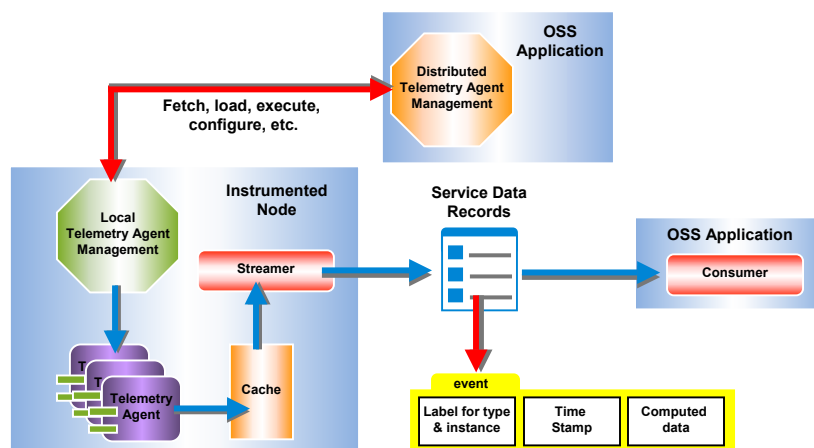 OSS
Application
Distributed
Telemetry Agent
Management
Fetch, load, execute,
configure, etc.
Instrumented
Node
Local
Telemetry Agent
Management
Service Data
Records
OSS Application
Streamer
Consumer
T
T
Telemetry
Agent
Cache
event
Label for type
& instance
Time
Stamp
Computed
data